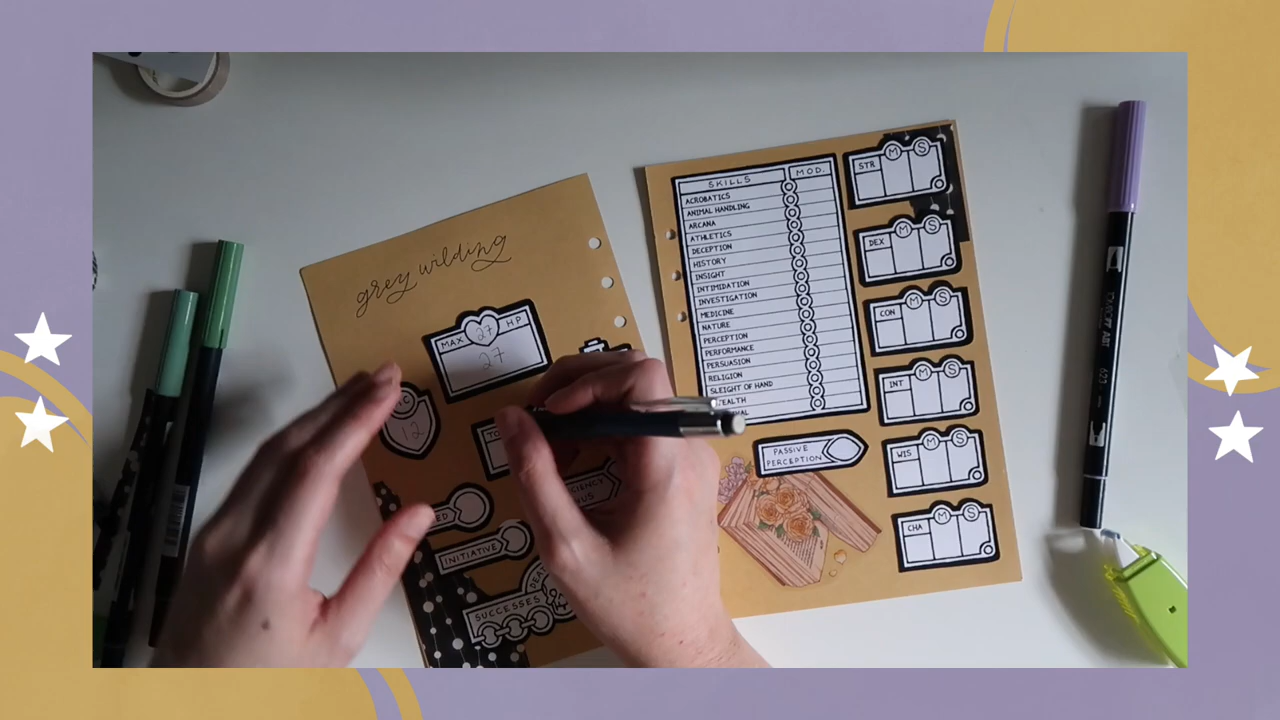 grey wilding
MAX 27 HP
27
12
INITIATIVE
SUCCESSES
SKILLS MOD.
ACROBATICS
ANIMAL HANDLING
ARCANA
ATHLETICS
DECEPTION
HISTORY
INSIGHT
INTIMIDATION
INVESTIGATION
MEDICINE
NATURE
PERCEPTION
PERFORMANCE
PERSUASION
RELIGION
SLEIGHT OF HAND
PASSIVE
PERCEPTION
STR M S
DEX M S
CON M S
INT M S
WIS M S
CHA M S